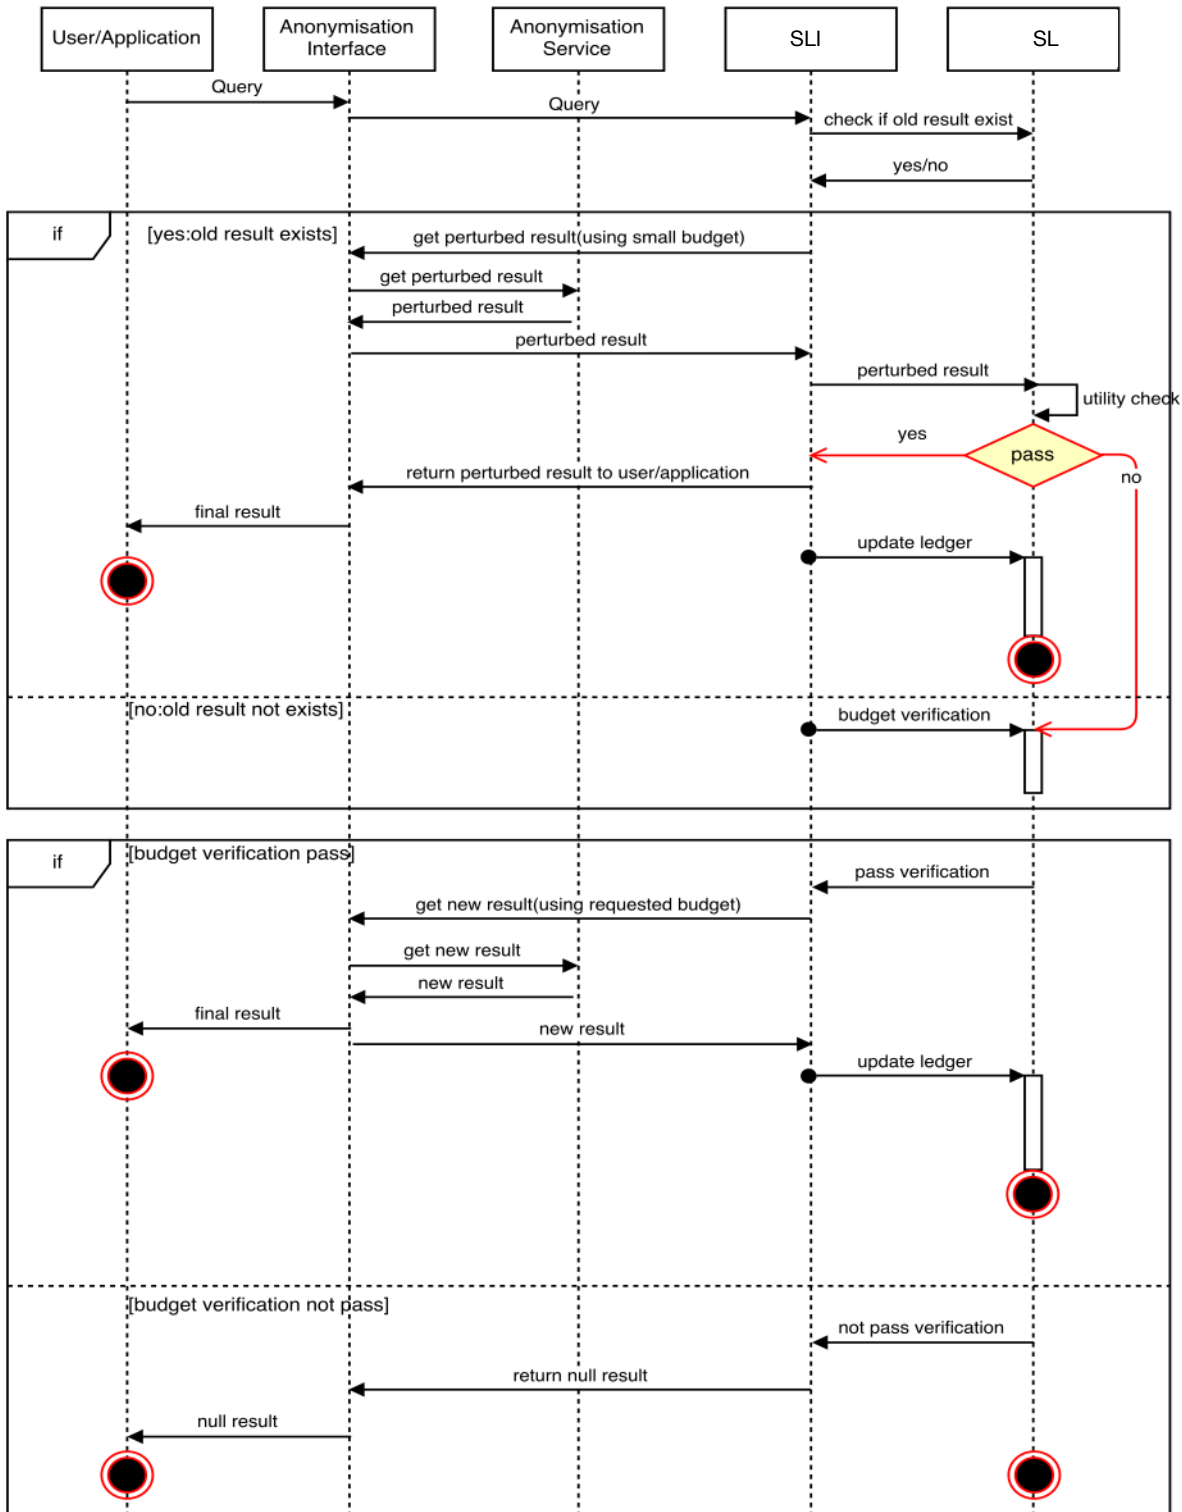 User/Application
Anonymisation
Interface
Anonymisation
Service
SLI
SL
Query
Query
check if old result exist
yes/no
if
[yes:old result exists]
get perturbed result(using small budget)
get perturbed result
perturbed result
perturbed result
perturbed result
utility check
yes
pass
no
return perturbed result to user/application
final result
update ledger
[no:old result not exists]
budget verification
if
[budget verification pass]
pass verification
get new result(using requested budget)
get new result
new result
final result
new result
update ledger
[budget verification not pass]
not pass verification
return null result
null result